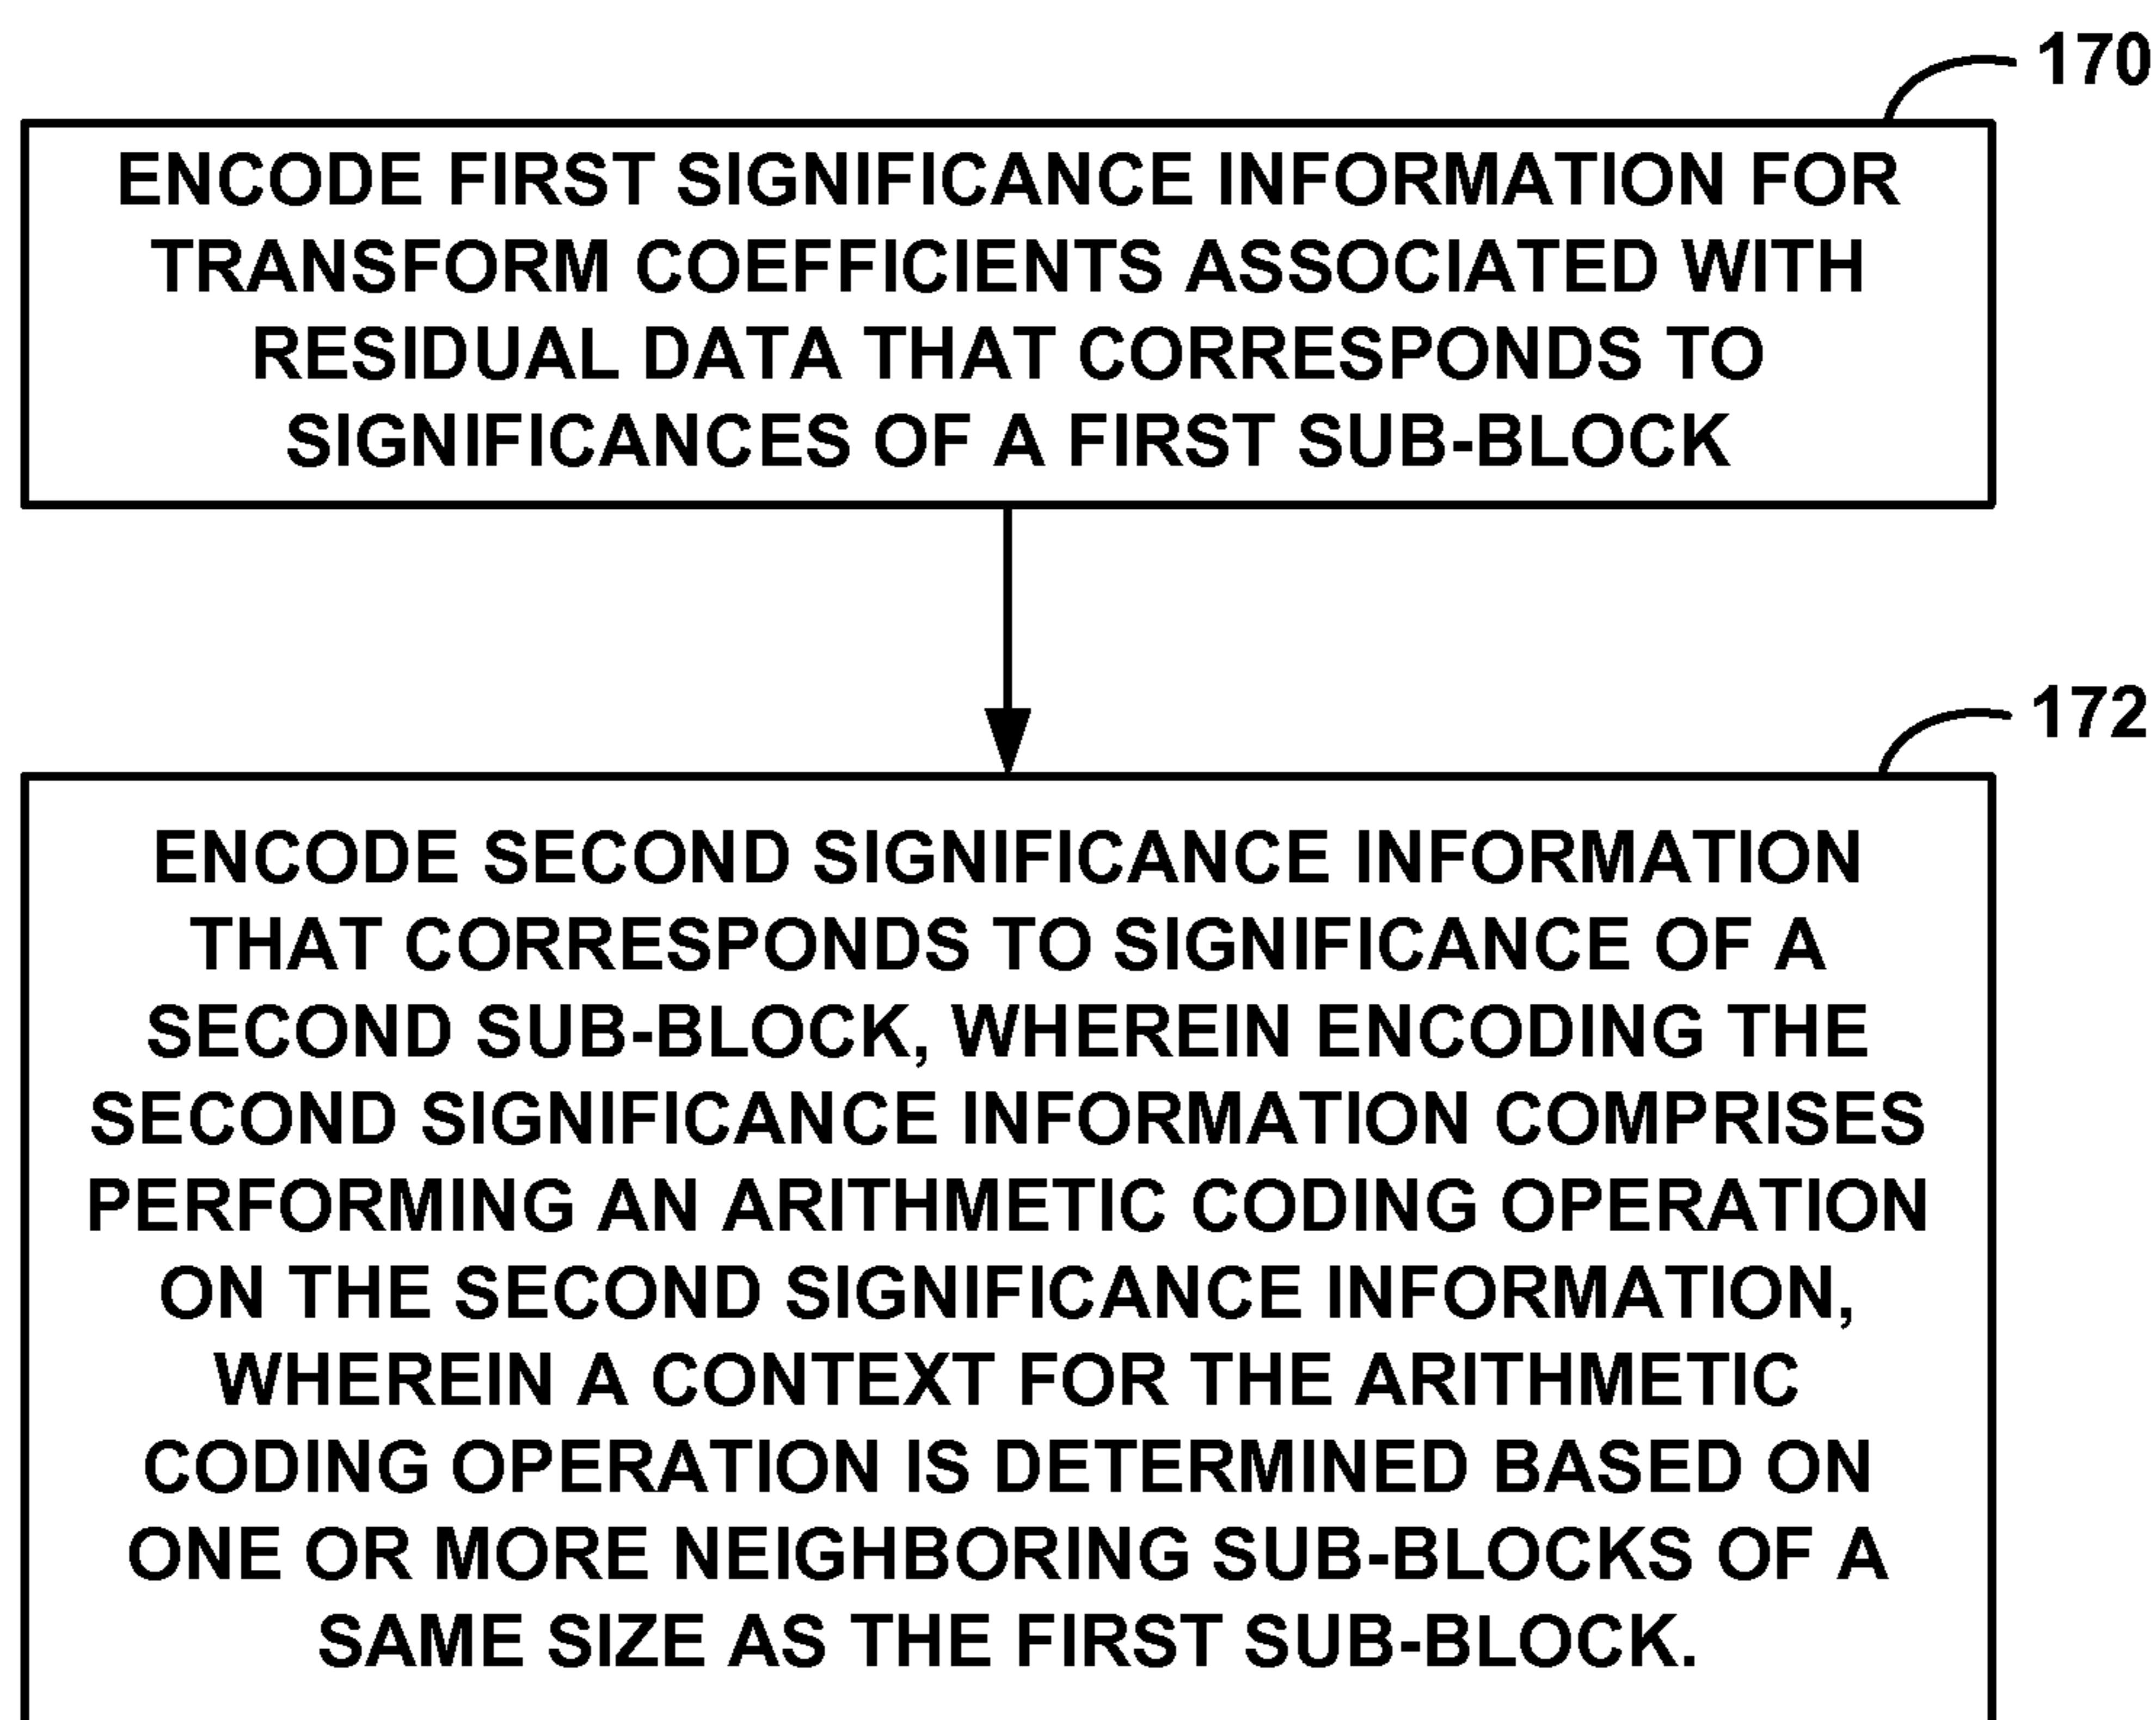 170
ENCODE FIRST SIGNIFICANCE INFORMATION FOR
TRANSFORM COEFFICIENTS ASSOCIATED WITH
RESIDUAL DATA THAT CORRESPONDS TO
SIGNIFICANCES OF A FIRST SUB-BLOCK
172
ENCODE SECOND SIGNIFICANCE INFORMATION
THAT CORRESPONDS TO SIGNIFICANCE OF A
SECOND SUB-BLOCK, WHEREIN ENCODING THE
SECOND SIGNIFICANCE INFORMATION COMPRISES
PERFORMING AN ARITHMETIC CODING OPERATION
ON THE SECOND SIGNIFICANCE INFORMATION,
WHEREIN A CONTEXT FOR THE ARITHMETIC
CODING OPERATION IS DETERMINED BASED ON
ONE OR MORE NEIGHBORING SUB-BLOCKS OF A
SAME SIZE AS THE FIRST SUB-BLOCK.